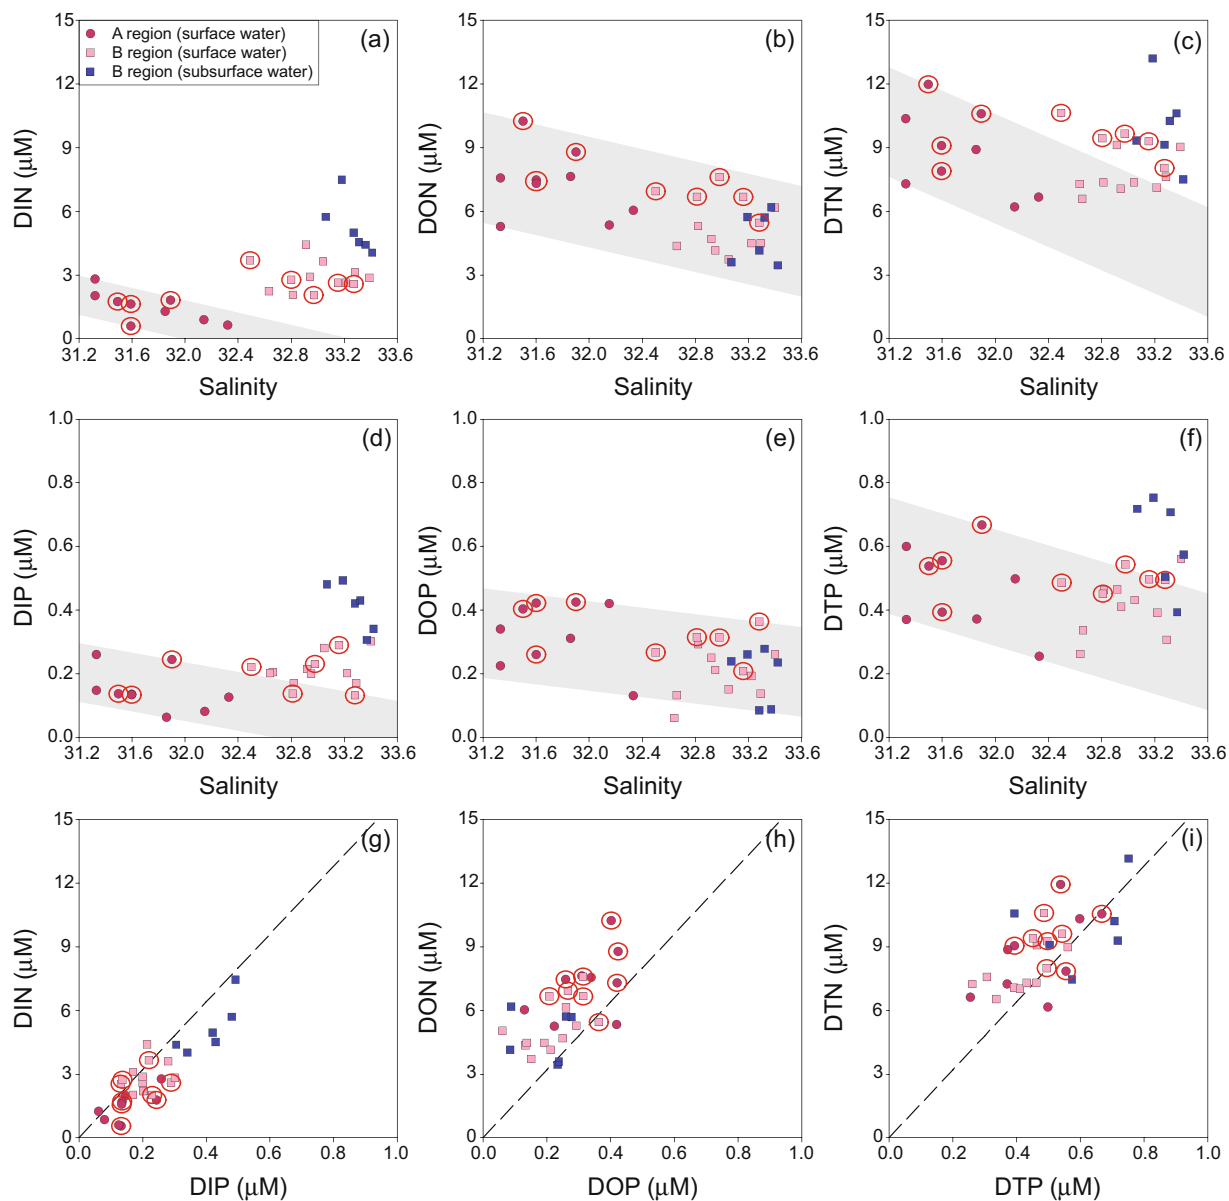 15
12
9
6
3
0
DIN (μM)
A region (surface water)
B region (surface water)
B region (subsurface water)
(a)
31.2 31.6 32.0 32.4 32.8 33.2 33.6
Salinity
15
12
9
6
3
0
DON (μM)
(b)
31.2 31.6 32.0 32.4 32.8 33.2 33.6
Salinity
15
12
9
6
3
0
DTN (μM)
(c)
31.2 31.6 32.0 32.4 32.8 33.2 33.6
Salinity
1.0
0.8
0.6
0.4
0.2
0.0
DIP (μM)
(d)
31.2 31.6 32.0 32.4 32.8 33.2 33.6
Salinity
1.0
0.8
0.6
0.4
0.2
0.0
DOP (μM)
(e)
31.2 31.6 32.0 32.4 32.8 33.2 33.6
Salinity
1.0
0.8
0.6
0.4
0.2
0.0
DTP (μM)
(f)
31.2 31.6 32.0 32.4 32.8 33.2 33.6
Salinity
15
12
9
6
3
0
DIN (μM)
(g)
0.0 0.2 0.4 0.6 0.8 1.0
DIP (μM)
15
12
9
6
3
0
DON (μM)
(h)
0.0 0.2 0.4 0.6 0.8 1.0
DOP (μM)
15
12
9
6
3
0
DTN (μM)
(i)
0.0 0.2 0.4 0.6 0.8 1.0
DTP (μM)